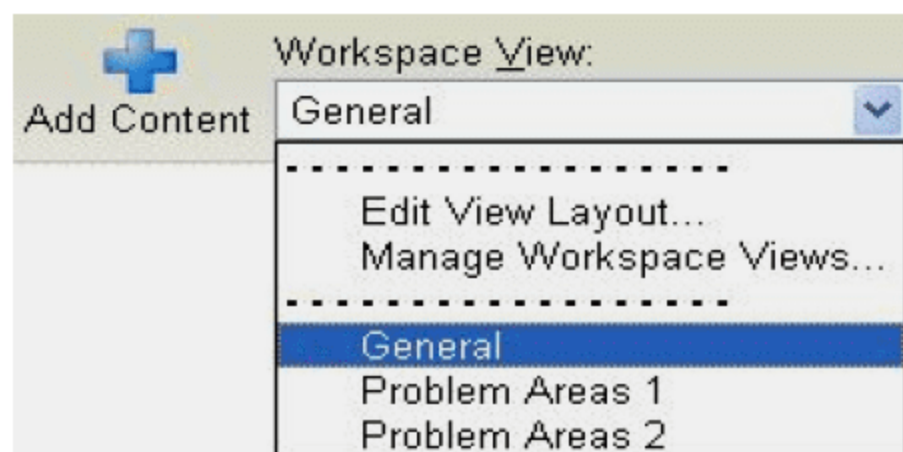 Workspace View:
Add Content
General
- - - - - - - - - - - - - - - - - - -
Edit View Layout...
Manage Workspace Views...
- - - - - - - - - - - - - - - - - - -
General
Problem Areas 1
Problem Areas 2